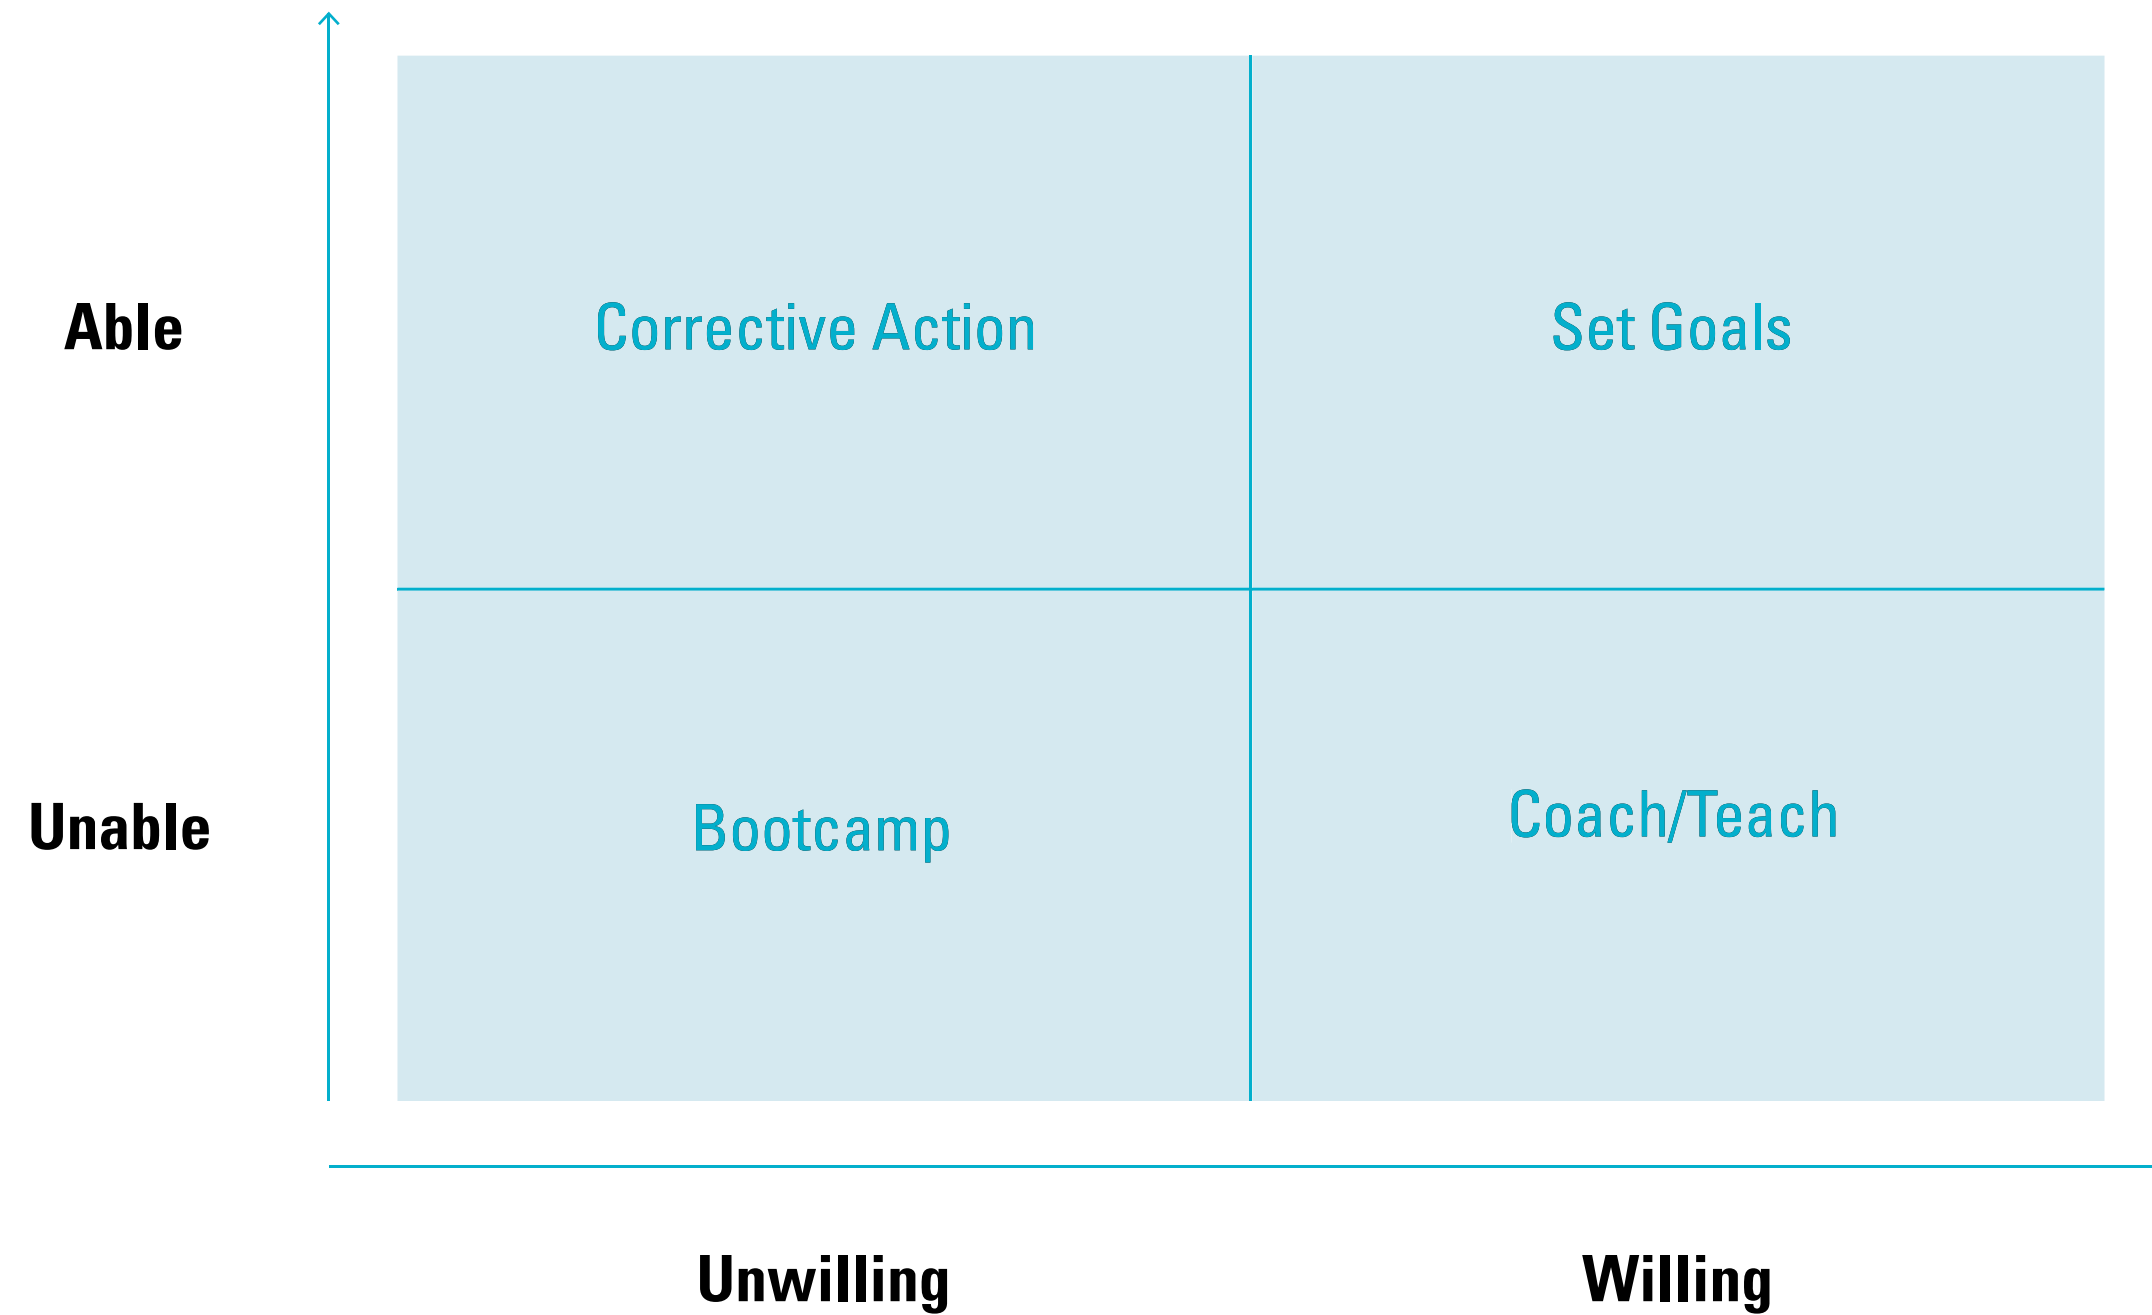 Able
Corrective Action
Set Goals
Unable
Bootcamp
Coach/Teach
Unwilling
Willing